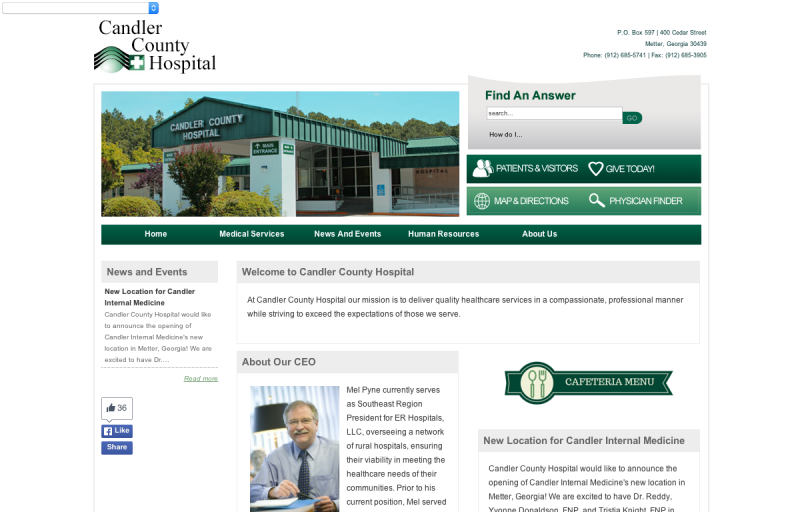 Candler
County
Hospital
P.O. Box 597 | 400 Cedar Street
Metter, Georgia 30439
Phone: (912) 685-5741 | Fax: (912) 685-3905
CANDLER COUNTY
HOSPITAL
MAIN
ENTRANCE
HOSPITAL
Find An Answer
search...
GO
How do I...
PATIENTS & VISITORS
GIVE TODAY!
MAP & DIRECTIONS
PHYSICIAN FINDER
Home
Medical Services
News And Events
Human Resources
About Us
News and Events
New Location for Candler
Internal Medicine
Candler County Hospital would like
to announce the opening of
Candler Internal Medicine's new
location in Metter, Georgia! We are
excited to have Dr....
Read more
36
Like
Share
Welcome to Candler County Hospital
At Candler County Hospital our mission is to deliver quality healthcare services in a compassionate, professional manner
while striving to exceed the expectations of those we serve.
About Our CEO
Mel Pyne currently serves
as Southeast Region
President for ER Hospitals,
LLC, overseeing a network
of rural hospitals, ensuring
their viability in meeting the
healthcare needs of their
communities. Prior to his
current position, Mel served
CAFETERIA MENU
New Location for Candler Internal Medicine
Candler County Hospital would like to announce the
opening of Candler Internal Medicine's new location in
Metter, Georgia! We are excited to have Dr. Reddy,
Yvonne Donaldson, FNP, and Tristia Knight, FNP in